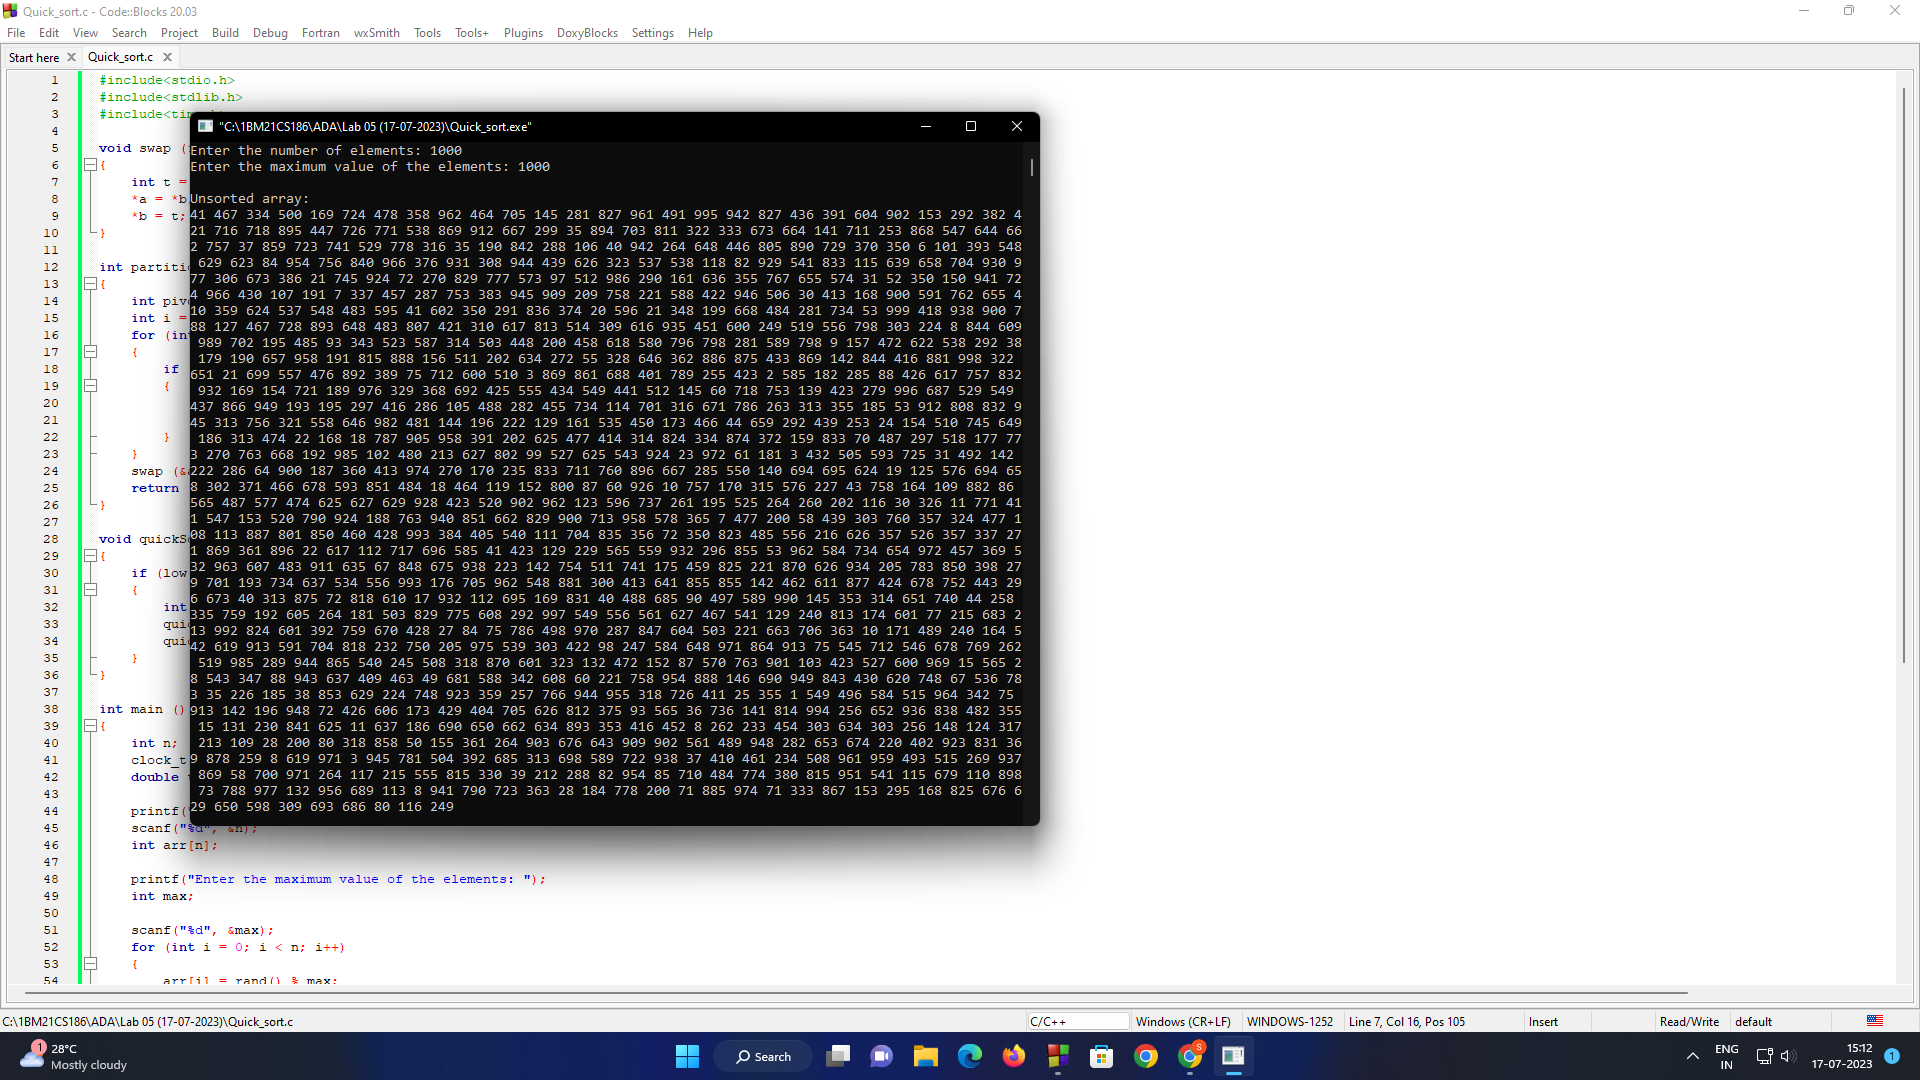 Quick_sort.c - Code::Blocks 20.03
File Edit View Search Project Build Debug Fortran wxSmith Tools Tools+ Plugins DoxyBlocks Settings Help
Start here Quick_sort.c
1 #include<stdio.h>
2 #include<stdlib.h>
3 #include<tim
4
5 void swap (
6 {
7 int t =
8 *a = *b
9 *b = t;
10 }
11
12 int partiti
13 {
14 int piv
15 int i =
16 for (in
17 {
18 if
19 {
20
21
22 }
23 }
24 swap (&
25 return
26 }
27
28 void quickS
29 {
30 if (low
31 {
32 int
33 qui
34 qui
35 }
36 }
37
38 int main ()
39 {
40 int n;
41 clock_t
42 double
43
44 printf(
45 scanf("%d", &n);
46 int arr[n];
47
48 printf("Enter the maximum value of the elements: ");
49 int max;
50
51 scanf("%d", &max);
52 for (int i = 0; i < n; i++)
53 {
54 arr[i] = rand() % max;
"C:\1BM21CS186\ADA\Lab 05 (17-07-2023)\Quick_sort.exe"
Enter the number of elements: 1000
Enter the maximum value of the elements: 1000
Unsorted array:
41 467 334 500 169 724 478 358 962 464 705 145 281 827 961 491 995 942 827 436 391 604 902 153 292 382 4
21 716 718 895 447 726 771 538 869 912 667 299 35 894 703 811 322 333 673 664 141 711 253 868 547 644 66
2 757 37 859 723 741 529 778 316 35 190 842 288 106 40 942 264 648 446 805 890 729 370 350 6 101 393 548
629 623 84 954 756 840 966 376 931 308 944 439 626 323 537 538 118 82 929 541 833 115 639 658 704 930 9
77 306 673 386 21 745 924 72 270 829 777 573 97 512 986 290 161 636 355 767 655 574 31 52 350 150 941 72
4 966 430 107 191 7 337 457 287 753 383 945 909 209 758 221 588 422 946 506 30 413 168 900 591 762 655 4
10 359 624 537 548 483 595 41 602 350 291 836 374 20 596 21 348 199 668 484 281 734 53 999 418 938 900 7
88 127 467 728 893 648 483 807 421 310 617 813 514 309 616 935 451 600 249 519 556 798 303 224 8 844 609
989 702 195 485 93 343 523 587 314 503 448 200 458 618 580 796 798 281 589 798 9 157 472 622 538 292 38
179 190 657 958 191 815 888 156 511 202 634 272 55 328 646 362 886 875 433 869 142 844 416 881 998 322
651 21 699 557 476 892 389 75 712 600 510 3 869 861 688 401 789 255 423 2 585 182 285 88 426 617 757 832
932 169 154 721 189 976 329 368 692 425 555 434 549 441 512 145 60 718 753 139 423 279 996 687 529 549
437 866 949 193 195 297 416 286 105 488 282 455 734 114 701 316 671 786 263 313 355 185 53 912 808 832 9
45 313 756 321 558 646 982 481 144 196 222 129 161 535 450 173 466 44 659 292 439 253 24 154 510 745 649
186 313 474 22 168 18 787 905 958 391 202 625 477 414 314 824 334 874 372 159 833 70 487 297 518 177 77
3 270 763 668 192 985 102 480 213 627 802 99 527 625 543 924 23 972 61 181 3 432 505 593 725 31 492 142
222 286 64 900 187 360 413 974 270 170 235 833 711 760 896 667 285 550 140 694 695 624 19 125 576 694 65
8 302 371 466 678 593 851 484 18 464 119 152 800 87 60 926 10 757 170 315 576 227 43 758 164 109 882 86
565 487 577 474 625 627 629 928 423 520 902 962 123 596 737 261 195 525 264 260 202 116 30 326 11 771 41
1 547 153 520 790 924 188 763 940 851 662 829 900 713 958 578 365 7 477 200 58 439 303 760 357 324 477 1
08 113 887 801 850 460 428 993 384 405 540 111 704 835 356 72 350 823 485 556 216 626 357 526 357 337 27
1 869 361 896 22 617 112 717 696 585 41 423 129 229 565 559 932 296 855 53 962 584 734 654 972 457 369 5
32 963 607 483 911 635 67 848 675 938 223 142 754 511 741 175 459 825 221 870 626 934 205 783 850 398 27
9 701 193 734 637 534 556 993 176 705 962 548 881 300 413 641 855 855 142 462 611 877 424 678 752 443 29
6 673 40 313 875 72 818 610 17 932 112 695 169 831 40 488 685 90 497 589 990 145 353 314 651 740 44 258
335 759 192 605 264 181 503 829 775 608 292 997 549 556 561 627 467 541 129 240 813 174 601 77 215 683 2
13 992 824 601 392 759 670 428 27 84 75 786 498 970 287 847 604 503 221 663 706 363 10 171 489 240 164 5
42 619 913 591 704 818 232 750 205 975 539 303 422 98 247 584 648 971 864 913 75 545 712 546 678 769 262
519 985 289 944 865 540 245 508 318 870 601 323 132 472 152 87 570 763 901 103 423 527 600 969 15 565 2
8 543 347 88 943 637 409 463 49 681 588 342 608 60 221 758 954 888 146 690 949 843 430 620 748 67 536 78
3 35 226 185 38 853 629 224 748 923 359 257 766 944 955 318 726 411 25 355 1 549 496 584 515 964 342 75
913 142 196 948 72 426 606 173 429 404 705 626 812 375 93 565 36 736 141 814 994 256 652 936 838 482 355
15 131 230 841 625 11 637 186 690 650 662 634 893 353 416 452 8 262 233 454 303 634 303 256 148 124 317
213 109 28 200 80 318 858 50 155 361 264 903 676 643 909 902 561 489 948 282 653 674 220 402 923 831 36
9 878 259 8 619 971 3 945 781 504 392 685 313 698 589 722 938 37 410 461 234 508 961 959 493 515 269 937
869 58 700 971 264 117 215 555 815 330 39 212 288 82 954 85 710 484 774 380 815 951 541 115 679 110 898
73 788 977 132 956 689 113 8 941 790 723 363 28 184 778 200 71 885 974 71 333 867 153 295 168 825 676 6
29 650 598 309 693 686 80 116 249
C:\1BM21CS186\ADA\Lab 05 (17-07-2023)\Quick_sort.c C/C++ Windows (CR+LF) WINDOWS-1252 Line 7, Col 16, Pos 105 Insert Read/Write default
1 28°C
Mostly cloudy
Search
S
ENG
IN
15:12
17-07-2023
1